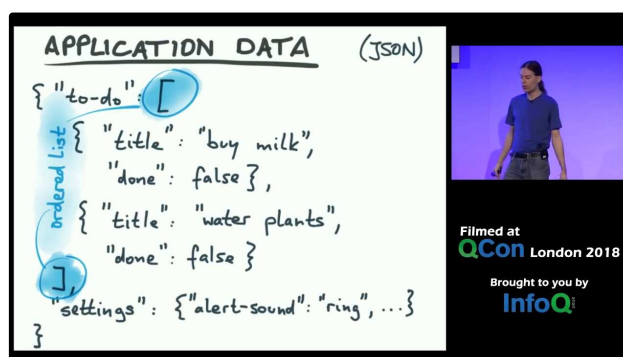 APPLICATION DATA (JSON)
{ "to-do": [
ordered list
{ "title": "buy milk",
"done": false },
{ "title": "water plants",
"done": false }
],
"settings": {"alert-sound": "ring", ...}
}
Filmed at
QCon London 2018
Brought to you by
InfoQ